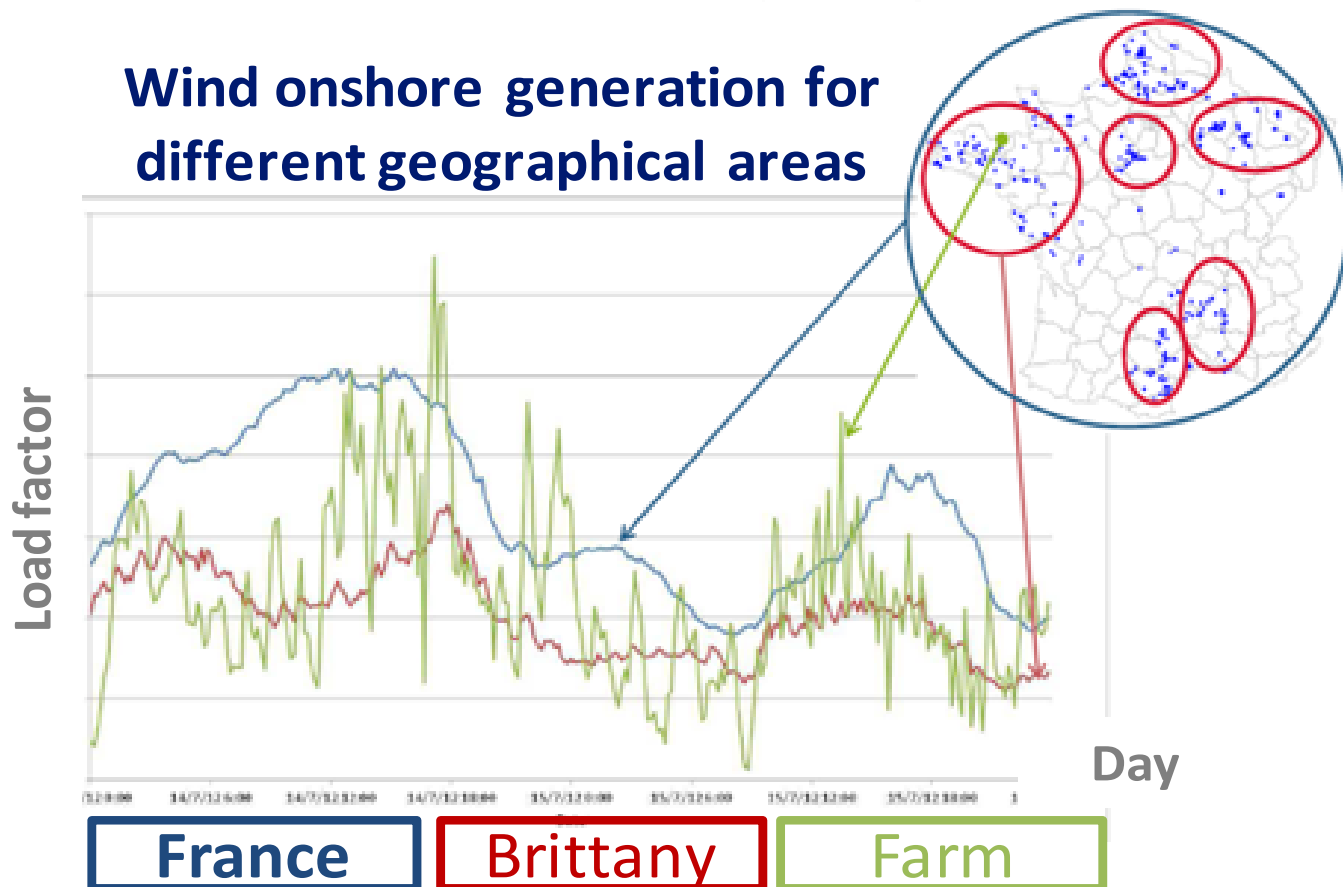 Wind onshore generation for
different geographical areas
Load factor
14/7/12 6:00 14/7/12 12:00 14/7/12 18:00 15/7/12 0:00 15/7/12 6:00 15/7/12 12:00 15/7/12 18:00
Day
France Brittany Farm